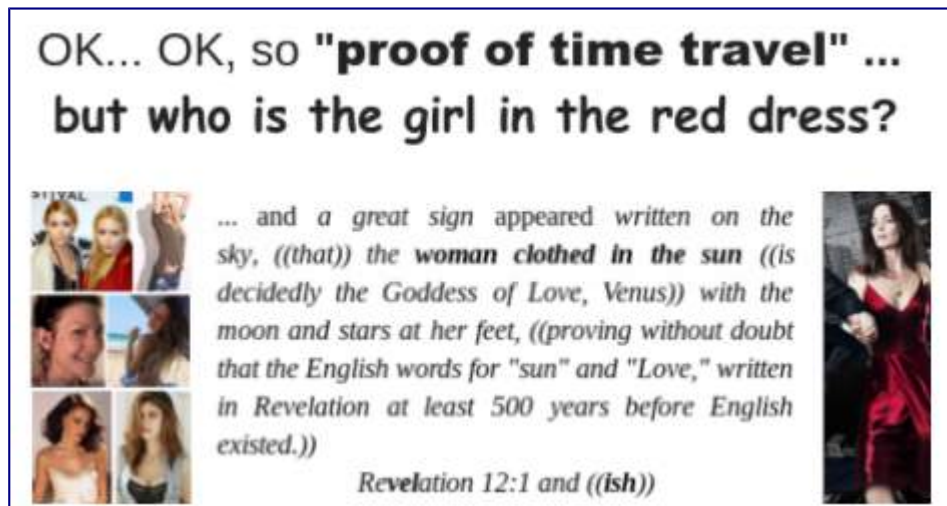 OK... OK, so "proof of time travel" ...
but who is the girl in the red dress?
STIVAL
... and a great sign appeared written on the
sky, ((that)) the woman clothed in the sun ((is
decidedly the Goddess of Love, Venus)) with the
moon and stars at her feet, ((proving without doubt
that the English words for "sun" and "Love," written
in Revelation at least 500 years before English
existed.))
Revelation 12:1 and ((ish))